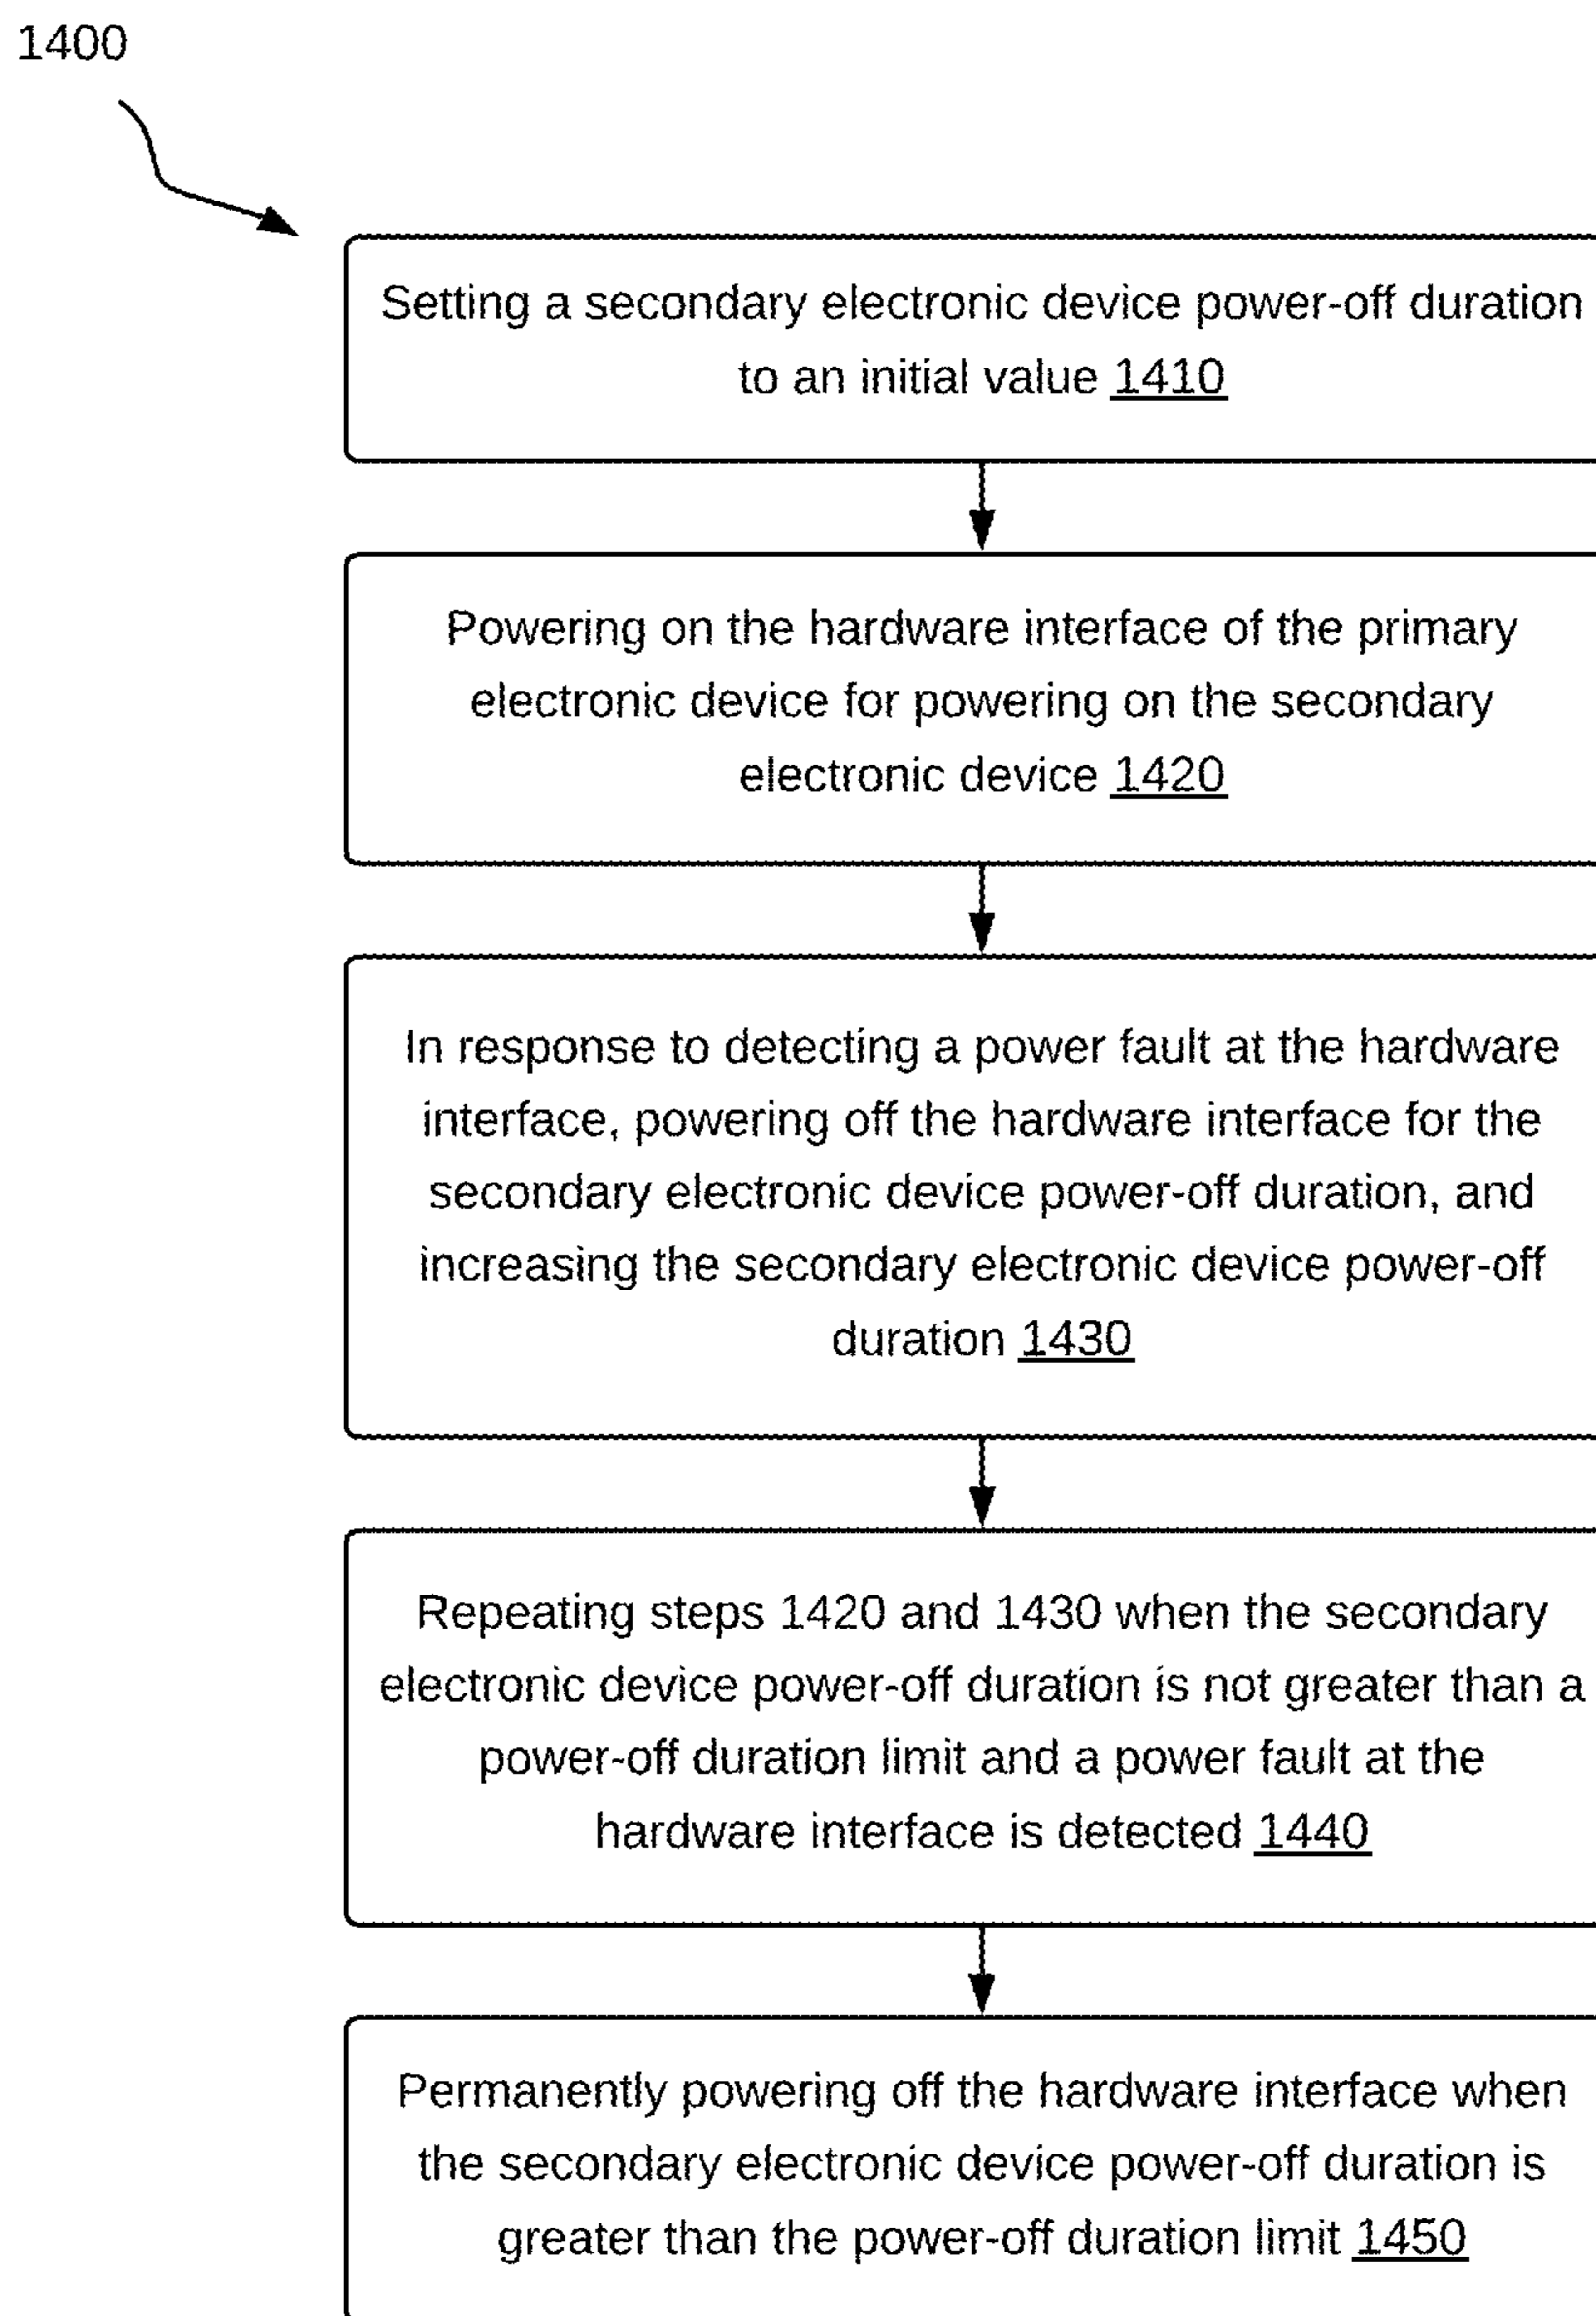 1400
Setting a secondary electronic device power-off duration
to an initial value 1410
Powering on the hardware interface of the primary
electronic device for powering on the secondary
electronic device 1420
In response to detecting a power fault at the hardware
interface, powering off the hardware interface for the
secondary electronic device power-off duration, and
increasing the secondary electronic device power-off
duration 1430
Repeating steps 1420 and 1430 when the secondary
electronic device power-off duration is not greater than a
power-off duration limit and a power fault at the
hardware interface is detected 1440
Permanently powering off the hardware interface when
the secondary electronic device power-off duration is
greater than the power-off duration limit 1450